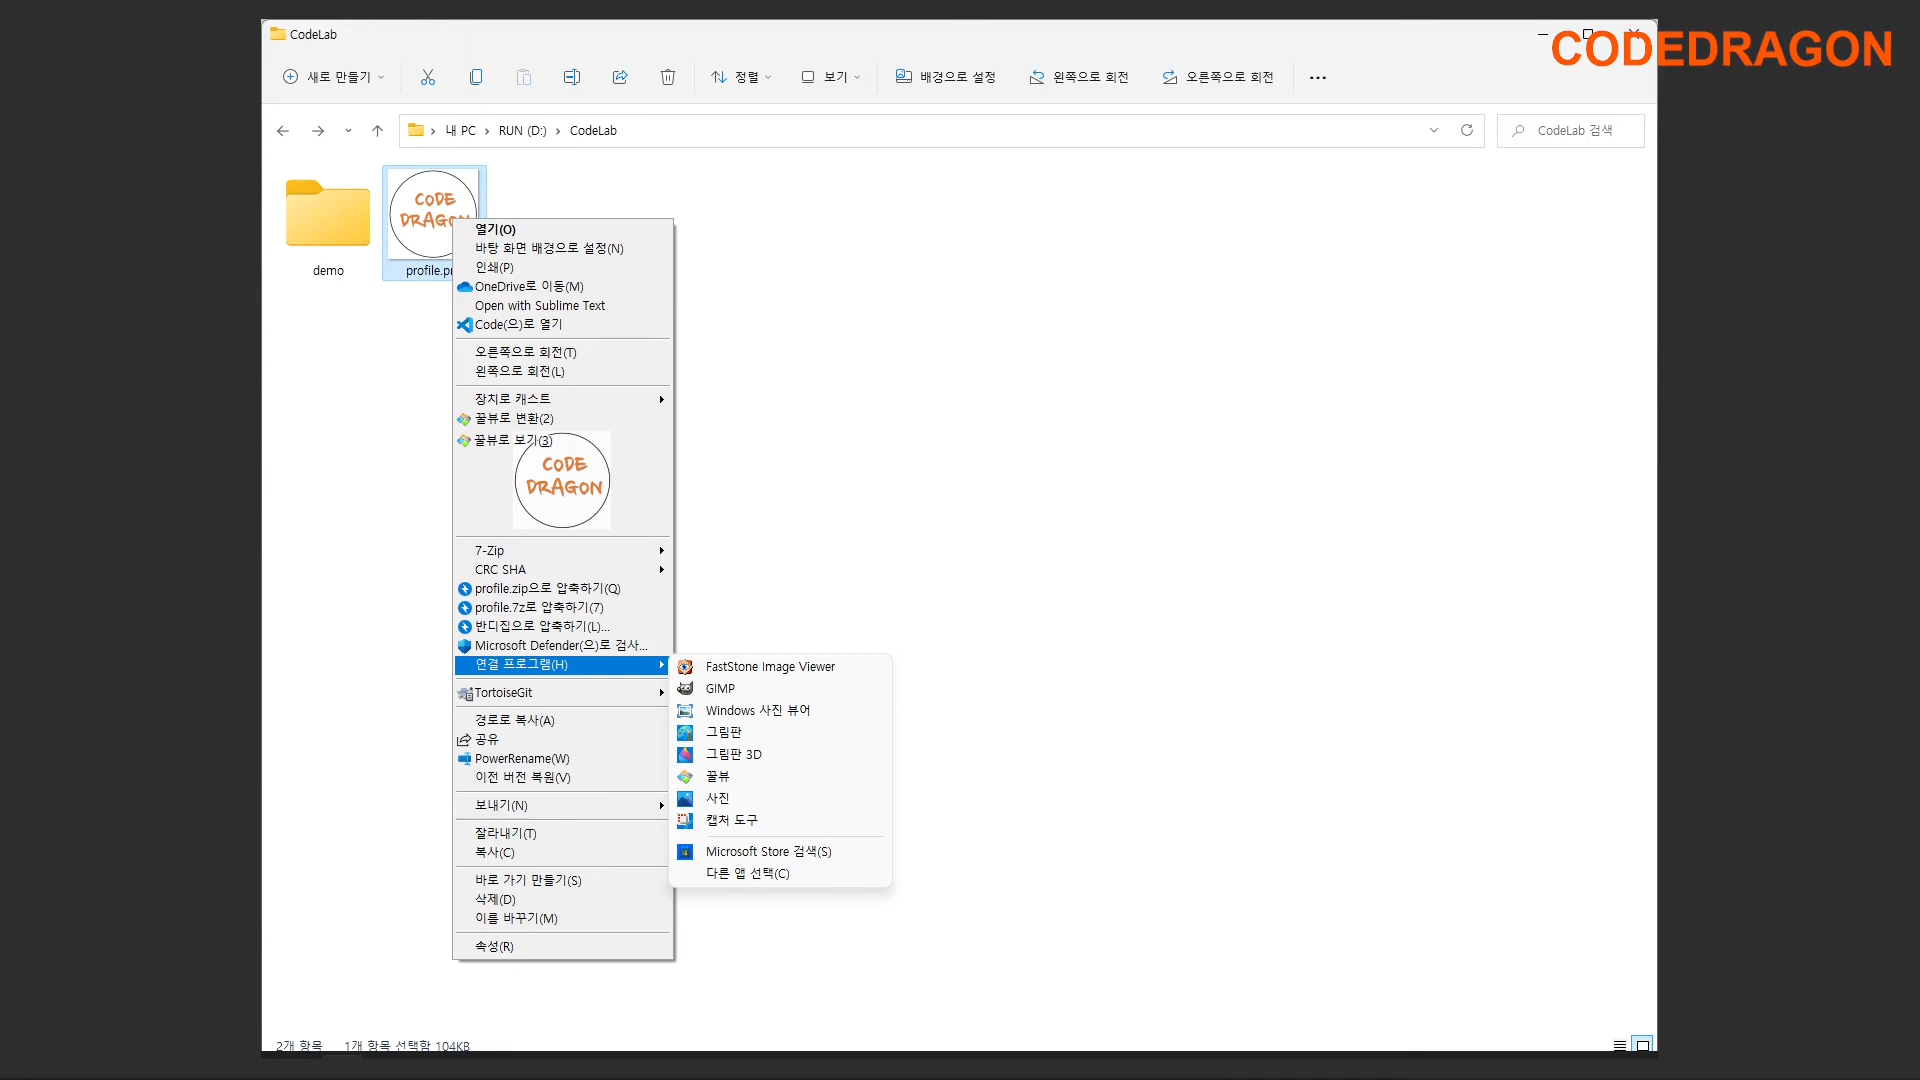 CodeLab
CODEDRAGON
새로 만들기
정렬
보기
배경으로 설정
왼쪽으로 회전
오른쪽으로 회전
내 PC
RUN (D:)
CodeLab
CodeLab 검색
CODE
DRAGON
demo
열기(O)
바탕 화면 배경으로 설정(N)
인쇄(P)
OneDrive로 이동(M)
Open with Sublime Text
Code(으)로 열기
오른쪽으로 회전(T)
왼쪽으로 회전(L)
장치로 캐스트
꿀뷰로 변환(2)
꿀뷰로 보기(3)
CODE
DRAGON
7-Zip
CRC SHA
profile.zip으로 압축하기(Q)
profile.7z로 압축하기(7)
반디집으로 압축하기(L)...
Microsoft Defender(으)로 검사...
연결 프로그램(H)
TortoiseGit
경로로 복사(A)
공유
PowerRename(W)
이전 버전 복원(V)
보내기(N)
잘라내기(T)
복사(C)
바로 가기 만들기(S)
삭제(D)
이름 바꾸기(M)
속성(R)
FastStone Image Viewer
GIMP
Windows 사진 뷰어
그림판
그림판 3D
꿀뷰
사진
캡처 도구
Microsoft Store 검색(S)
다른 앱 선택(C)
2개 항목
1개 항목 선택함 104KB